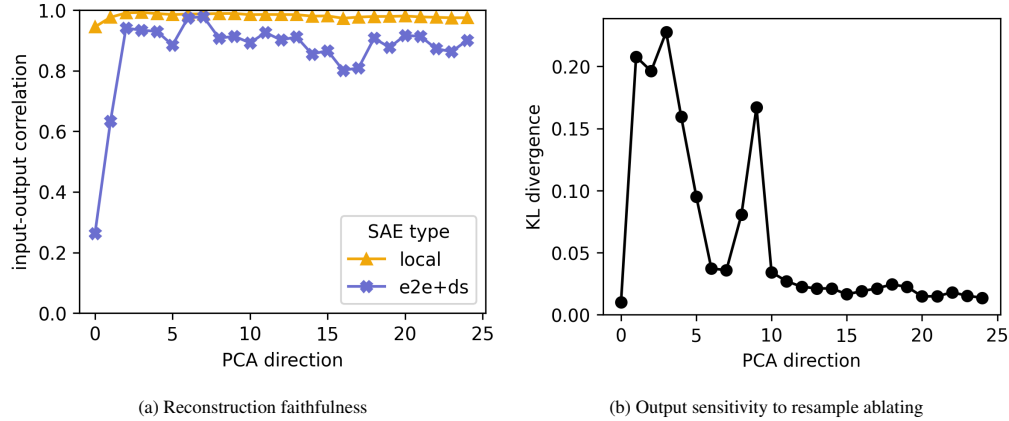 1.0
0.8
0.6
0.4
0.2
0.0
input-output correlation
0 5 10 15 20 25
PCA direction
SAE type
local
e2e+ds
(a) Reconstruction faithfulness
0.20
0.15
0.10
0.05
0.00
KL divergence
0 5 10 15 20 25
PCA direction
(b) Output sensitivity to resample ablating